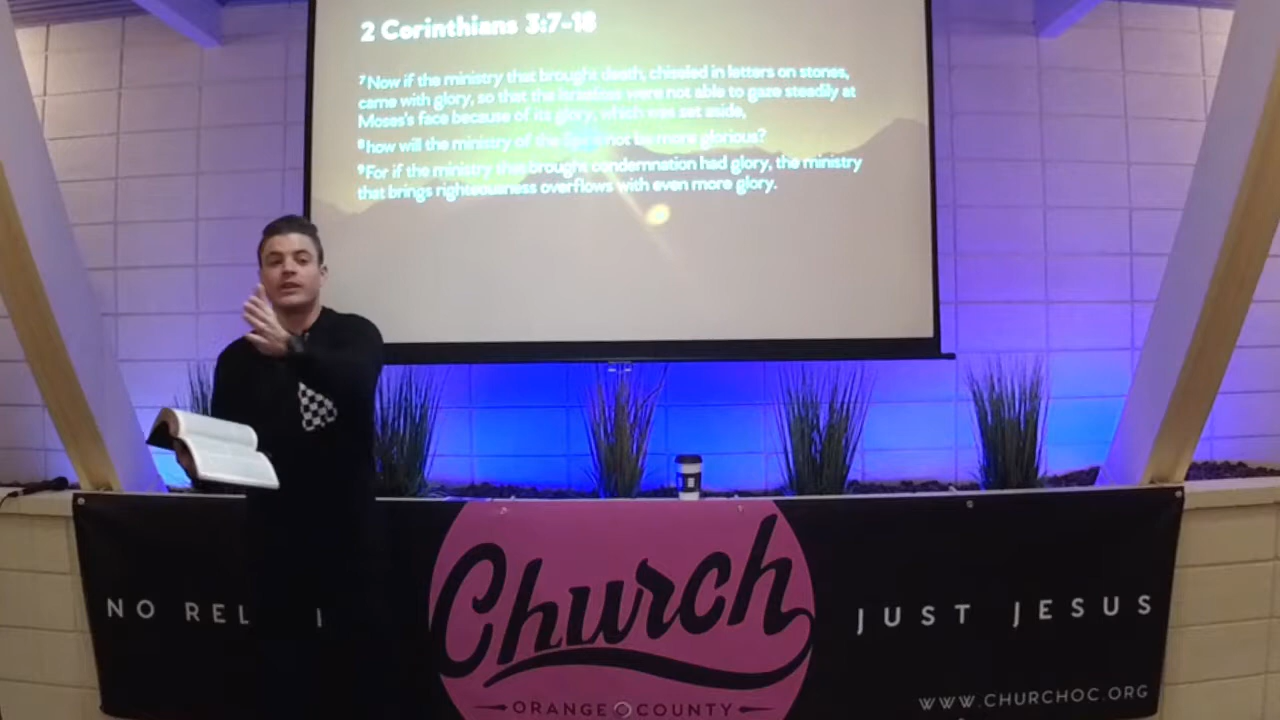 2 Corinthians 3:7-18
7 Now if the ministry that brought death, chiseled in letters on stones,
came with glory, so that the Israelites were not able to gaze steadily at
Moses's face because of its glory, which was set aside,
8 how will the ministry of the not be more glorious?
9 For if the ministry that brought condemnation had glory, the ministry
that brings righteousness overflows with even more glory.
NO REL I
Church
JUST JESUS
ORANGE COUNTY
WWW.CHURCHOC.ORG